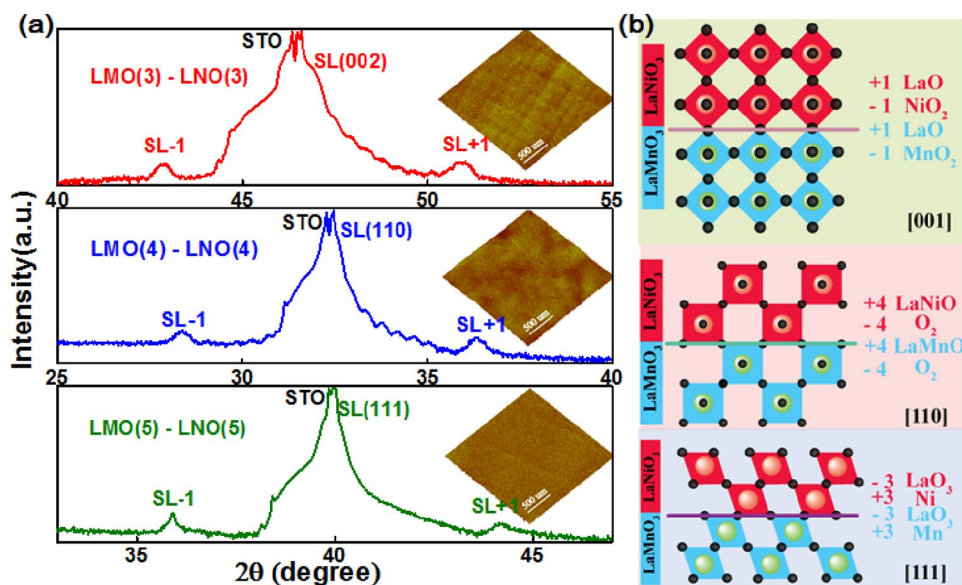 (a)
Intensity(a.u.)
STO
SL(002)
LMO(3) - LNO(3)
SL-1
SL+1
500 um
40 45 50 55
STO
SL(110)
LMO(4) - LNO(4)
SL-1
SL+1
500 um
25 30 35 40
STO
SL(111)
LMO(5) - LNO(5)
SL-1
SL+1
500 um
35 40 45
2θ (degree)
(b)
LaNiO3
LaMnO3
+1 LaO
- 1 NiO2
+1 LaO
- 1 MnO2
[001]
LaNiO3
LaMnO3
+4 LaNiO
- 4 O2
+4 LaMnO
- 4 O2
[110]
LaNiO3
LaMnO3
- 3 LaO3
+3 Ni
- 3 LaO3
+3 Mn
[111]